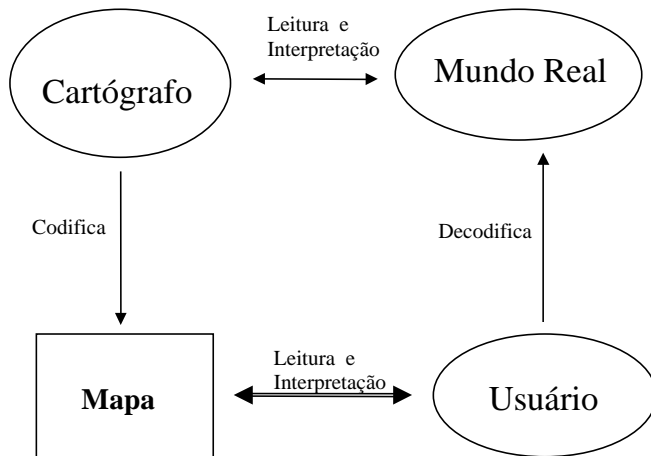 Leitura e
Interpretação
Cartógrafo
Mundo Real
Codifica
Decodifica
Leitura e
Interpretação
Mapa
Usuário